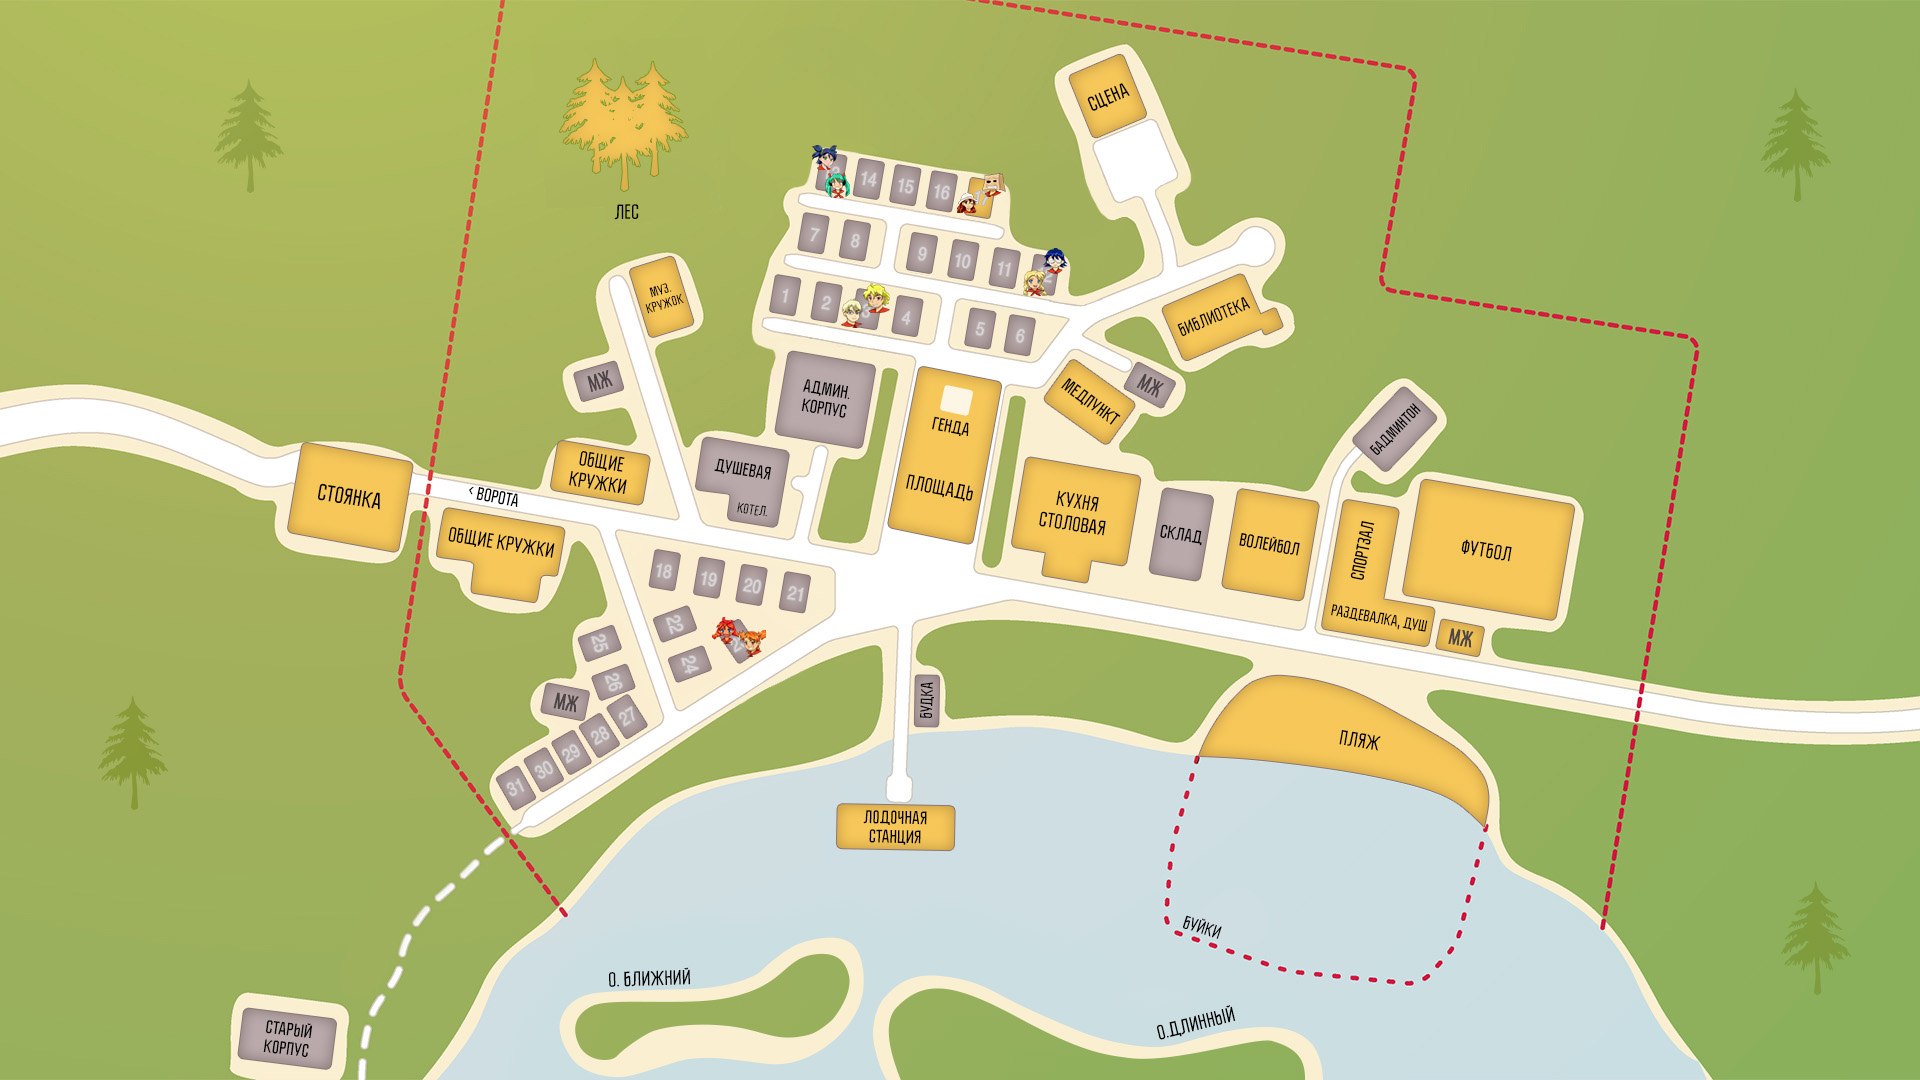 СЦЕНА
ЛЕС
14
15
16
7
8
9
10
11
1
2
4
5
6
МУЗ.
КРУЖОК
БИБЛИОТЕКА
МЖ
АДМИН.
КОРПУС
МЕДПУНКТ
МЖ
ГЕНДА
ПЛОЩАДЬ
БАДМИНТОН
СТОЯНКА
< ВОРОТА
ОБЩИЕ
КРУЖКИ
ОБЩИЕ КРУЖКИ
ДУШЕВАЯ
КОТЕЛ.
КУХНЯ
СТОЛОВАЯ
СКЛАД
ВОЛЕЙБОЛ
СПОРТЗАЛ
РАЗДЕВАЛКА, ДУШ
ФУТБОЛ
МЖ
18
19
20
21
22
24
25
26
МЖ
27
28
29
30
31
БУДКА
ПЛЯЖ
ЛОДОЧНАЯ
СТАНЦИЯ
БУЙКИ
О. БЛИЖНИЙ
О.ДЛИННЫЙ
СТАРЫЙ
КОРПУС